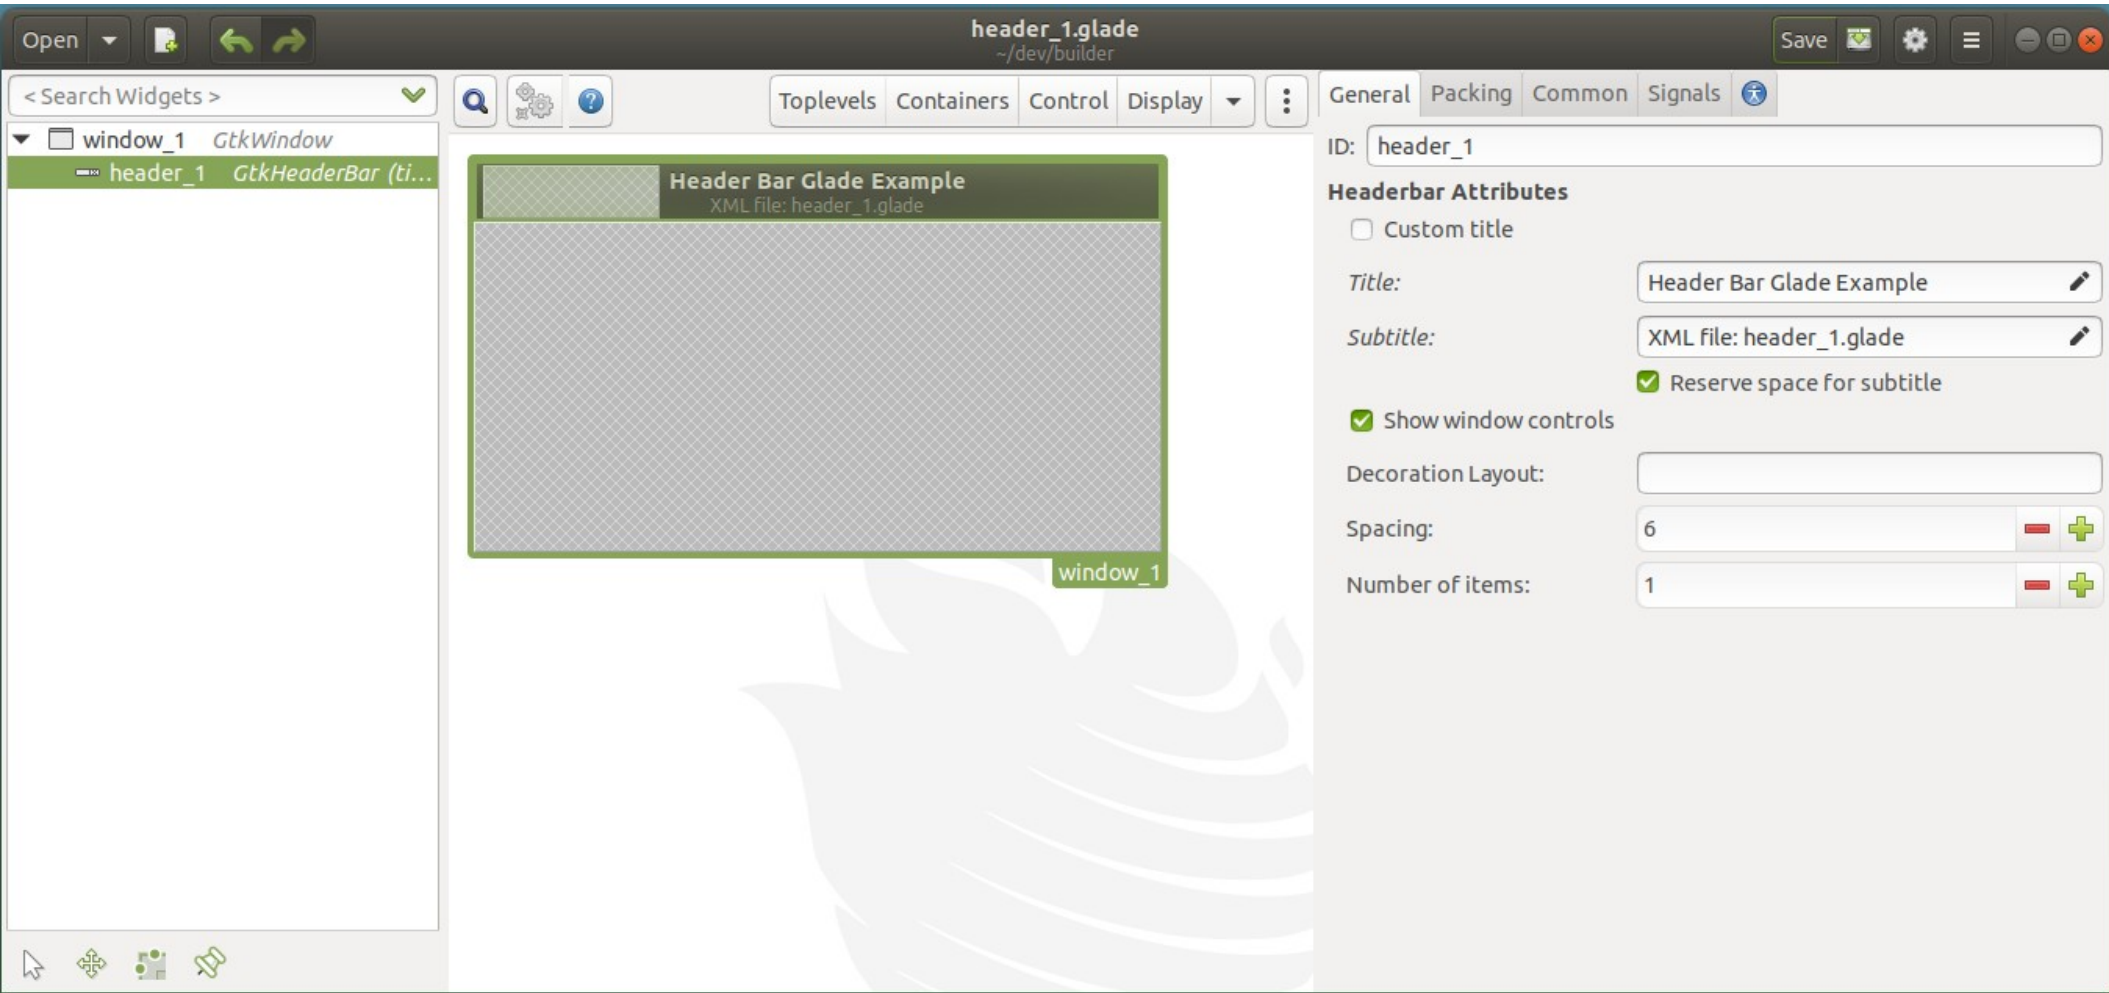 Open
header_1.glade
~/dev/builder
Save
< Search Widgets >
window_1 GtkWindow
header_1 GtkHeaderBar (ti...
Toplevels Containers Control Display
Header Bar Glade Example
XML file: header_1.glade
window_1
General Packing Common Signals
ID: header_1
Headerbar Attributes
Custom title
Title: Header Bar Glade Example
Subtitle: XML file: header_1.glade
Reserve space for subtitle
Show window controls
Decoration Layout:
Spacing: 6
Number of items: 1